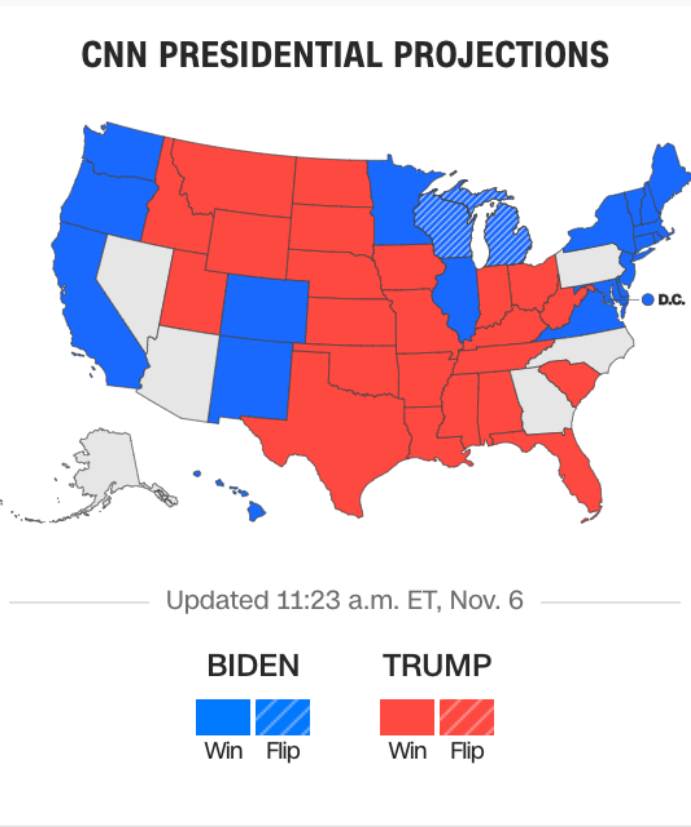 CNN PRESIDENTIAL PROJECTIONS
D.C.
Updated 11:23 a.m. ET, Nov. 6
BIDEN TRUMP
Win Flip Win Flip